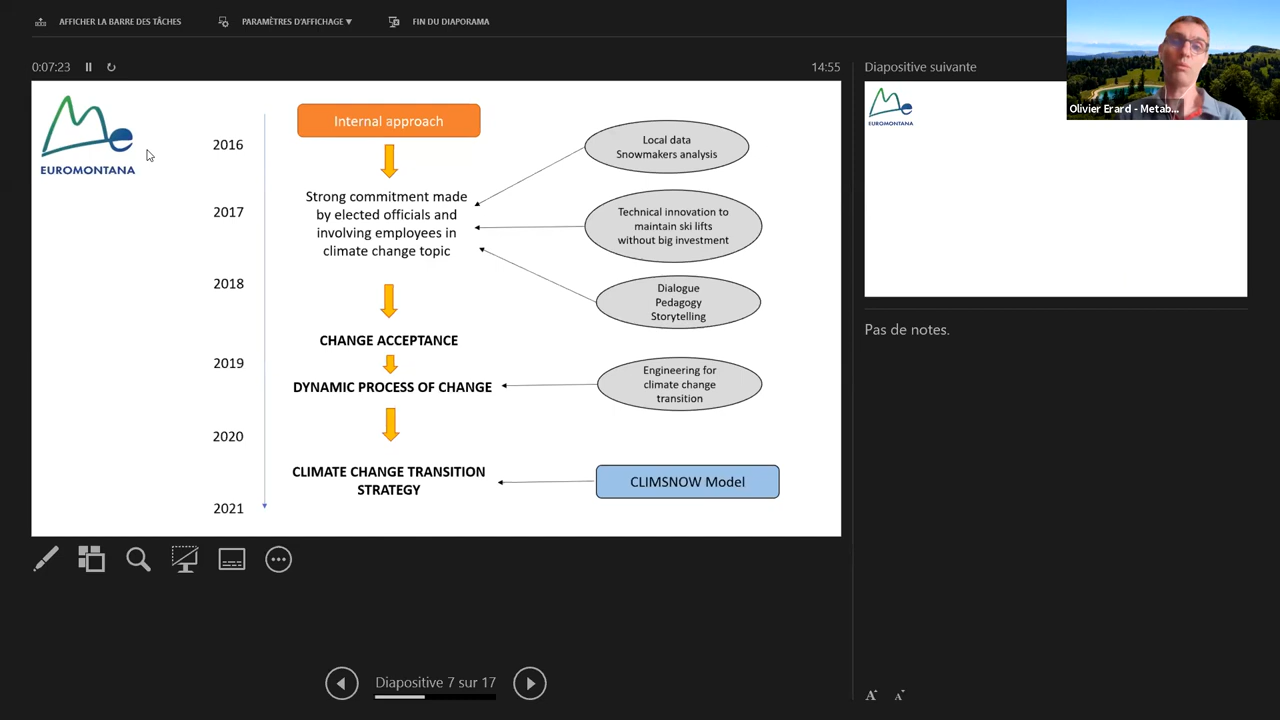 AFFICHER LA BARRE DES TÂCHES
PARAMÈTRES D'AFFICHAGE ▼
FIN DU DIAPORAMA
0:07:23
14:55
Diapositive suivante
Olivier Erard - Metab...
EUROMONTANA
EUROMONTANA
Internal approach
2016
2017
2018
2019
2020
2021
Strong commitment made
by elected officials and
involving employees in
climate change topic
CHANGE ACCEPTANCE
DYNAMIC PROCESS OF CHANGE
CLIMATE CHANGE TRANSITION
STRATEGY
Local data
Snowmakers analysis
Technical innovation to
maintain ski lifts
without big investment
Dialogue
Pedagogy
Storytelling
Engineering for
climate change
transition
CLIMSNOW Model
Pas de notes.
Diapositive 7 sur 17
A
A